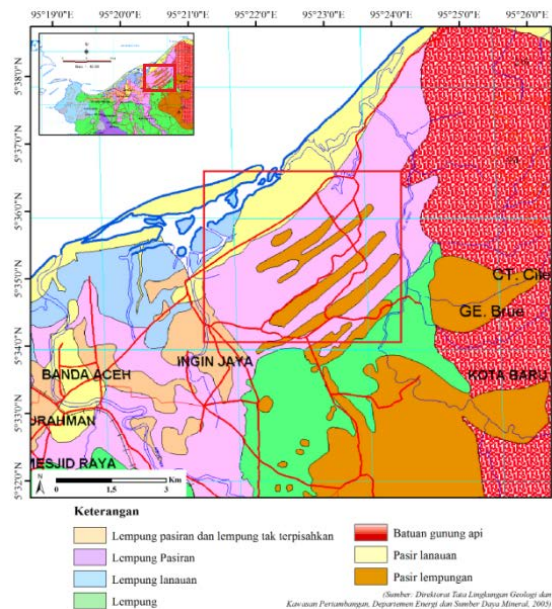 95°19'0"E 95°20'0"E 95°21'0"E 95°22'0"E 95°23'0"E 95°24'0"E 95°25'0"E 95°26'0"E
5°38'0"N
5°37'0"N
5°36'0"N
5°35'0"N
5°34'0"N
5°33'0"N
5°32'0"N
GE. Brue
INGIN JAYA
KOTA BARU
BANDA ACEH
URAHMAN
MESJID RAYA
N
0 1,5 3
Km
Keterangan
Lempung pasiran dan lempung tak terpisahkan
Lempung Pasiran
Lempung lanauan
Lempung
Batuan gunung api
Pasir lanauan
Pasir lempungan
(Sumber: Direktorat Tata Lingkungan Geologi dan
Kawasan Pertambangan, Departemen Energi dan Sumber Daya Mineral, 2005)